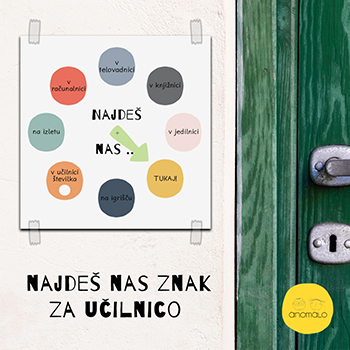 v
telovadnici
v
računalnici
v knjižnici
NAJDEŠ
na izletu
v jedilnici
NAS ..
v učilnici
številka
TUKAJ!
na igrišču
NAJDEŠ NAS ZNAK
ZA UČILNICO
anomalo